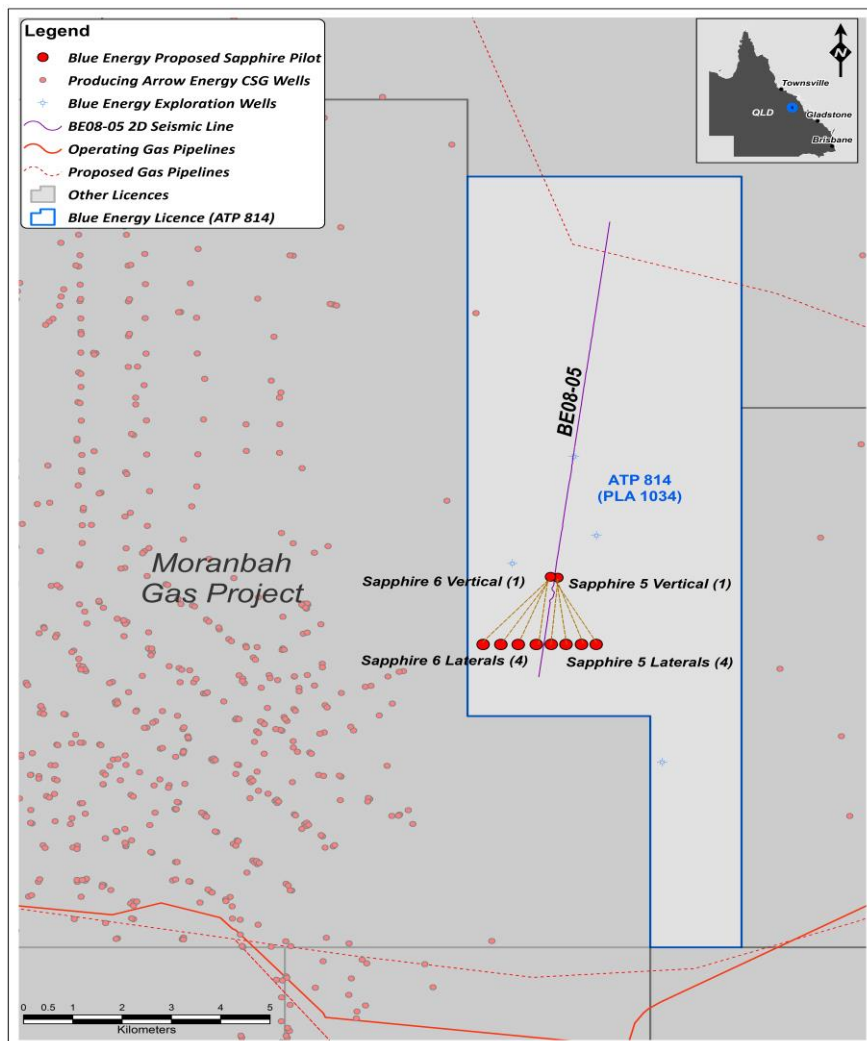 Legend
Blue Energy Proposed Sapphire Pilot
Producing Arrow Energy CSG Wells
Blue Energy Exploration Wells
BE08-05 2D Seismic Line
Operating Gas Pipelines
Proposed Gas Pipelines
Other Licences
Blue Energy Licence (ATP 814)
N
Townsville
QLD
Gladstone
Brisbane
BE08-05
ATP 814
(PLA 1034)
Moranbah
Gas Project
Sapphire 6 Vertical (1)
Sapphire 5 Vertical (1)
Sapphire 6 Laterals (4)
Sapphire 5 Laterals (4)
0 0.5 1 2 3 4 5
Kilometers